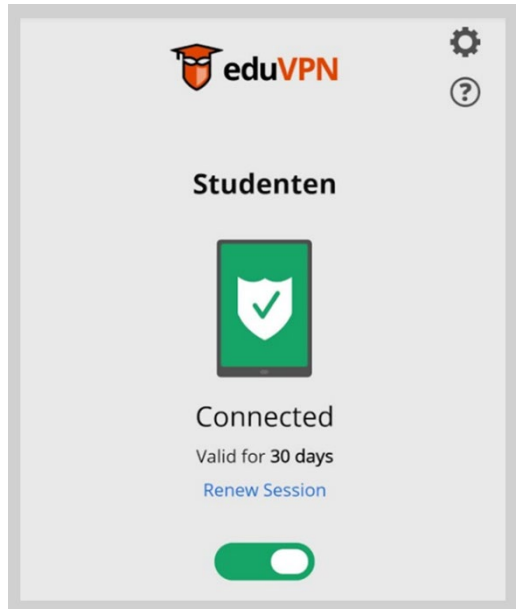 eduVPN
?
Studenten
Connected
Valid for 30 days
Renew Session